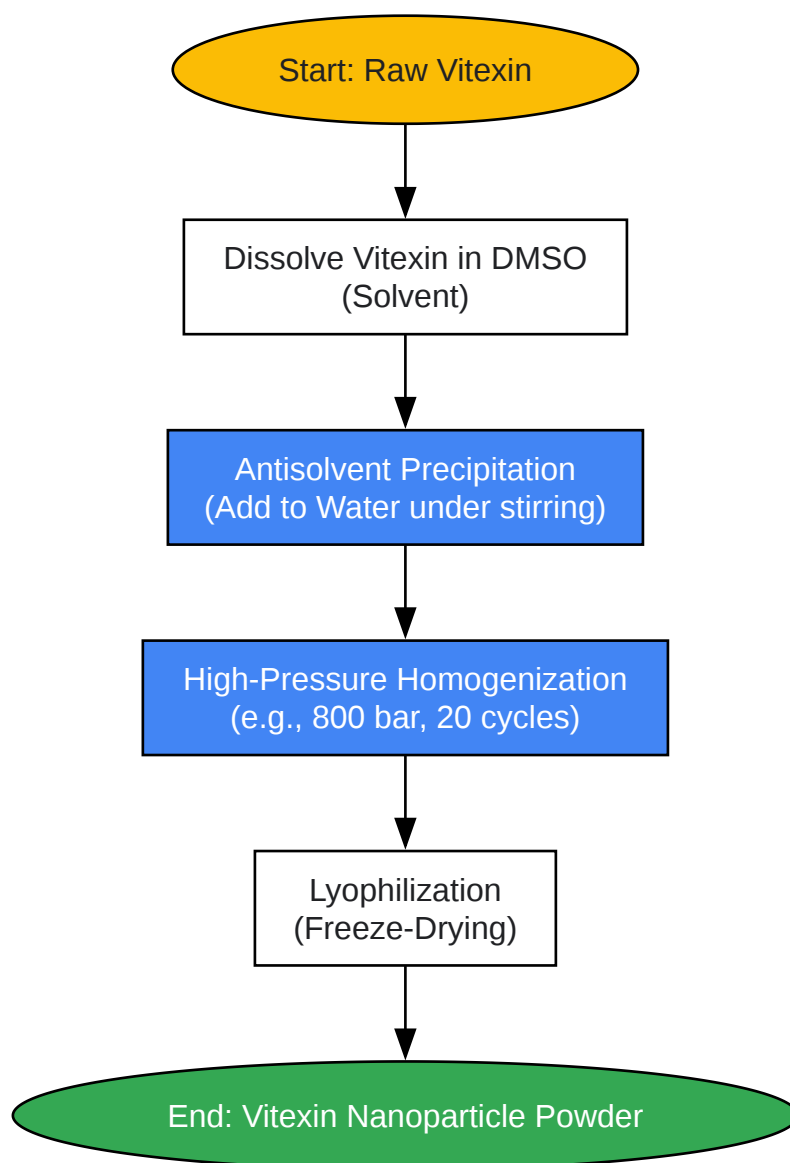 Start: Raw Vitexin
Dissolve Vitexin in DMSO
(Solvent)
Antisolvent Precipitation
(Add to Water under stirring)
High-Pressure Homogenization
(e.g., 800 bar, 20 cycles)
Lyophilization
(Freeze-Drying)
End: Vitexin Nanoparticle Powder